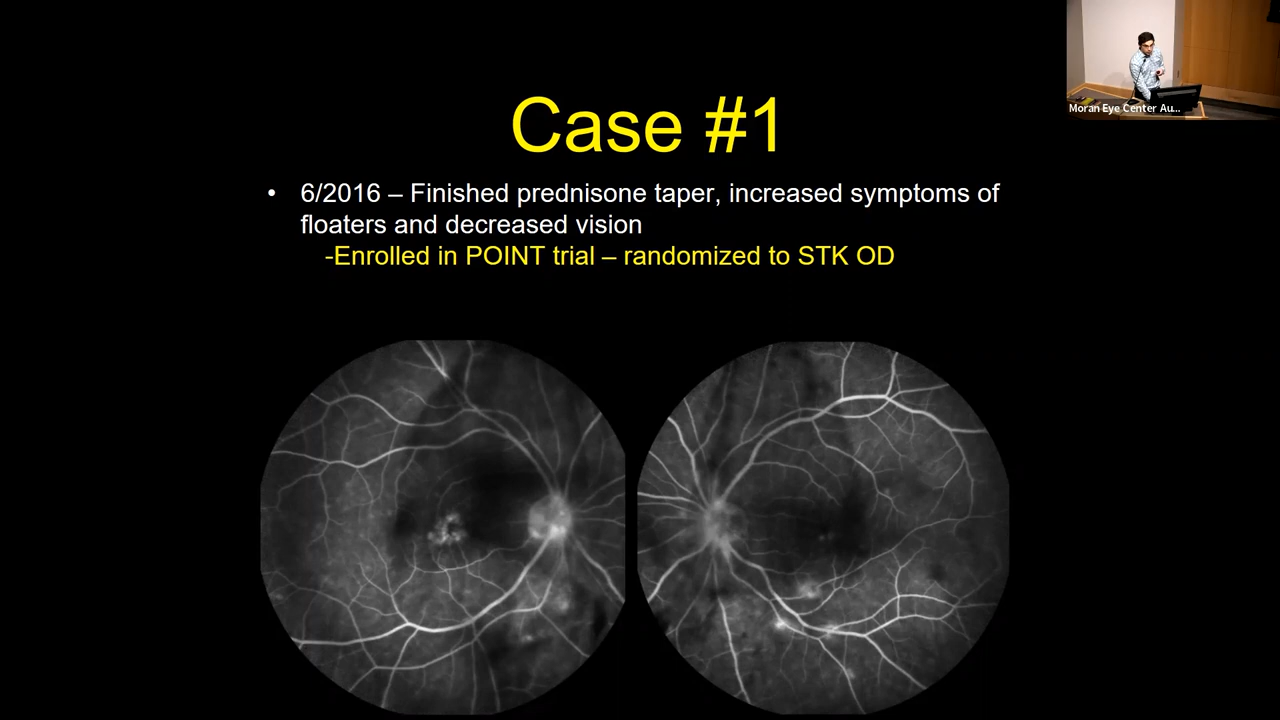 Moran Eye Center Au...
Case #1
• 6/2016 – Finished prednisone taper, increased symptoms of
floaters and decreased vision
-Enrolled in POINT trial – randomized to STK OD